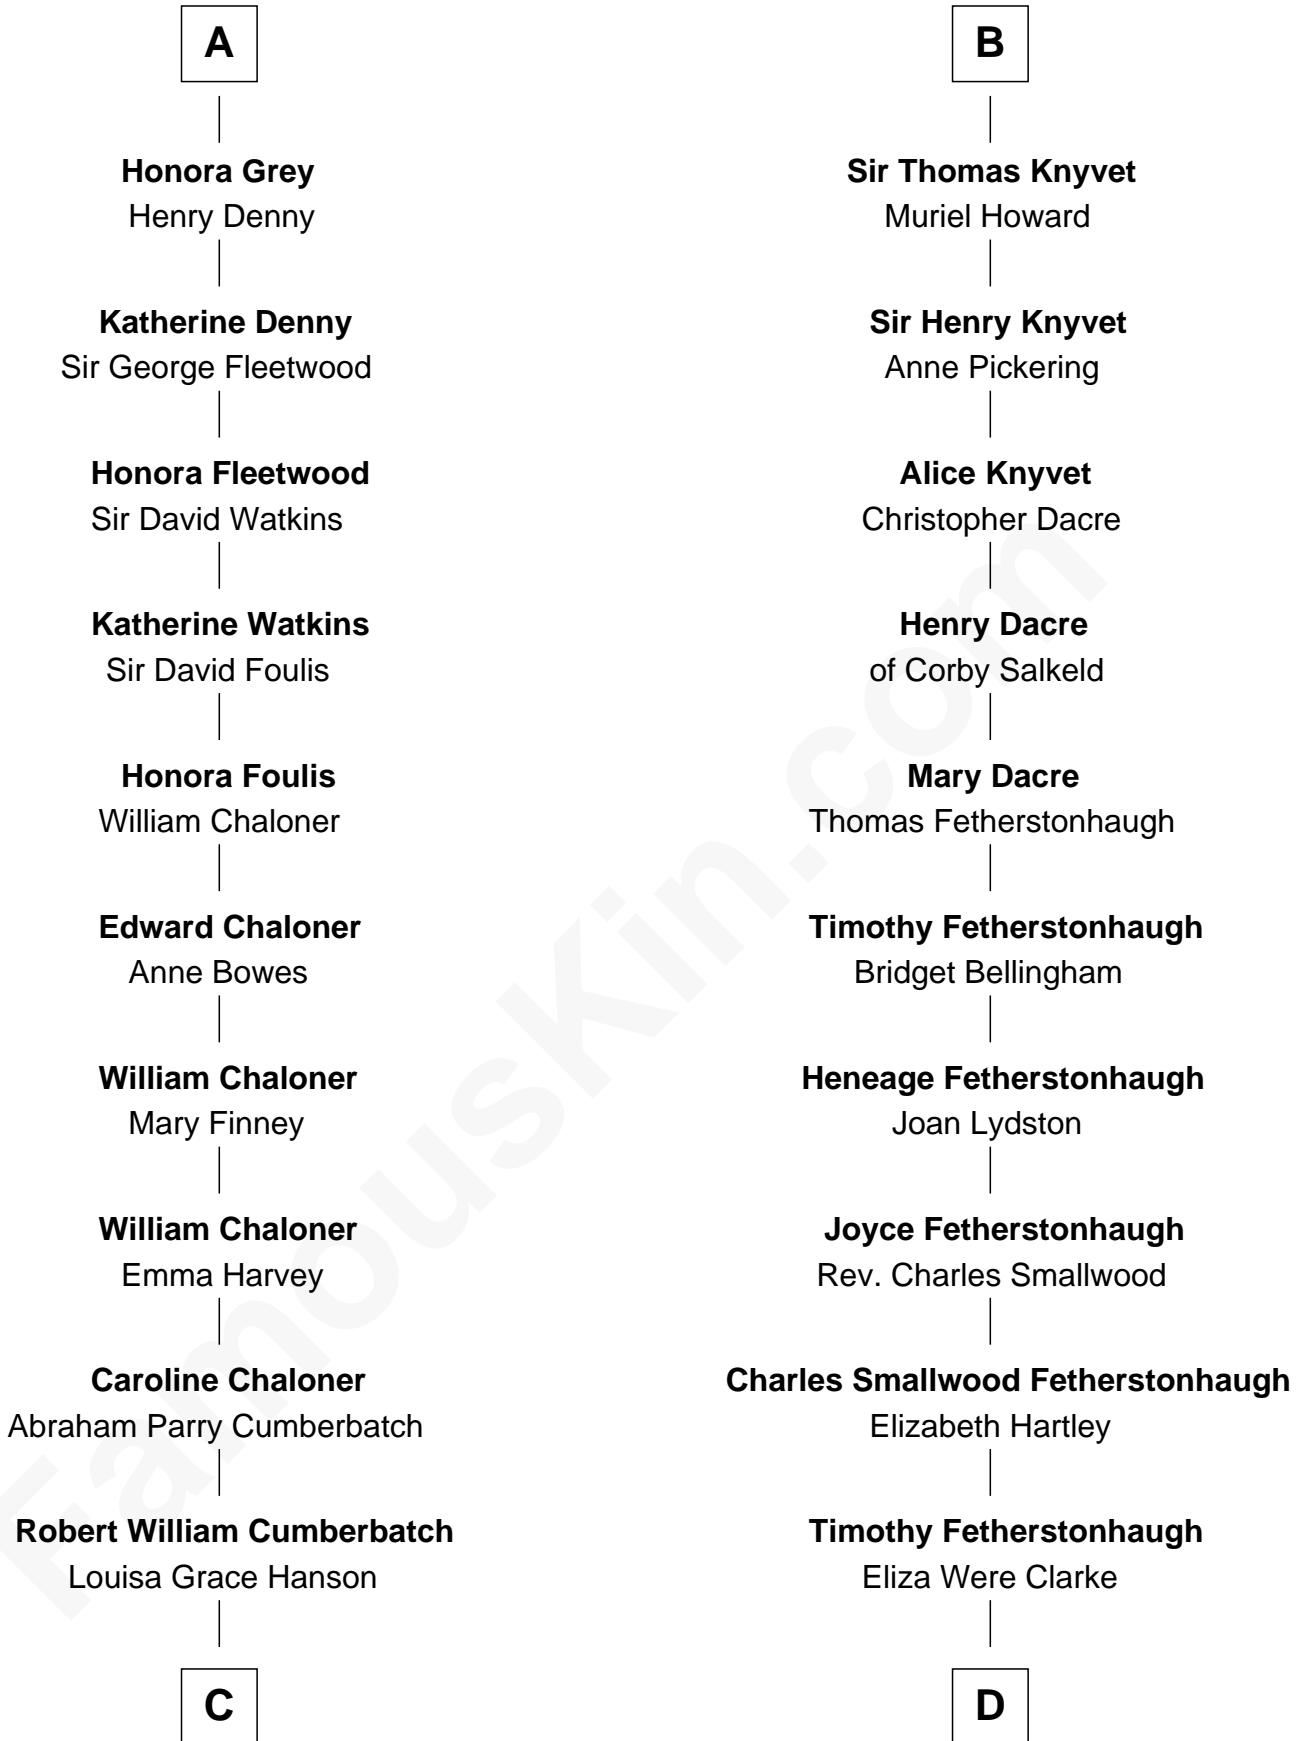 A
Honora Grey
Henry Denny
Katherine Denny
Sir George Fleetwood
Honora Fleetwood
Sir David Watkins
Katherine Watkins
Sir David Foulis
Honora Foulis
William Chaloner
Edward Chaloner
Anne Bowes
William Chaloner
Mary Finney
William Chaloner
Emma Harvey
Caroline Chaloner
Abraham Parry Cumberbatch
Robert William Cumberbatch
Louisa Grace Hanson
C
B
Sir Thomas Knyvet
Muriel Howard
Sir Henry Knyvet
Anne Pickering
Alice Knyvet
Christopher Dacre
Henry Dacre
of Corby Salkeld
Mary Dacre
Thomas Fetherstonhaugh
Timothy Fetherstonhaugh
Bridget Bellingham
Heneage Fetherstonhaugh
Joan Lydston
Joyce Fetherstonhaugh
Rev. Charles Smallwood
Charles Smallwood Fetherstonhaugh
Elizabeth Hartley
Timothy Fetherstonhaugh
Eliza Were Clarke
D
FamousKin.com